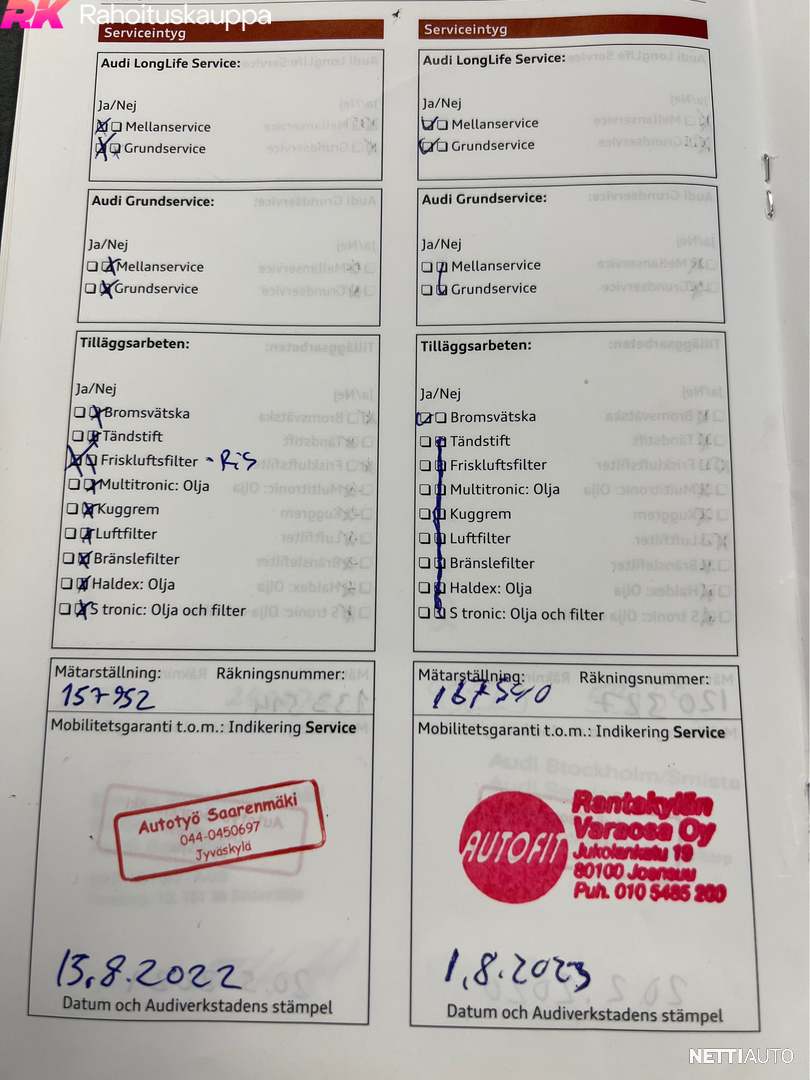 RK Rahoituskauppa
Serviceintyg
Audi LongLife Service:
Ja/Nej
Mellanservice
Grundservice
Audi Grundservice:
Ja/Nej
Mellanservice
Grundservice
Tilläggsarbeten:
Ja/Nej
Bromsvätska
Tändstift
Friskluftsfilter - RiS
Multitronic: Olja
Kuggrem
Luftfilter
Bränslefilter
Haldex: Olja
S tronic: Olja och filter
Mätarställning: Räkningsnummer:
157952
Mobilitetsgaranti t.o.m.: Indikering Service
Autotyö Saarenmäki
044-0450697
Jyväskylä
13.8.2022
Datum och Audiverkstadens stämpel
Serviceintyg
Audi LongLife Service:
Ja/Nej
Mellanservice
Grundservice
Audi Grundservice:
Ja/Nej
Mellanservice
Grundservice
Tilläggsarbeten:
Ja/Nej
Bromsvätska
Tändstift
Friskluftsfilter
Multitronic: Olja
Kuggrem
Luftfilter
Bränslefilter
Haldex: Olja
S tronic: Olja och filter
Mätarställning: Räkningsnummer:
167540
Mobilitetsgaranti t.o.m.: Indikering Service
AUTOFIT
Rantakylän
Varaosa Oy
Jukolankatu 19
80100 Joensuu
Puh. 010 5485 200
1.8.2023
Datum och Audiverkstadens stämpel
NETTIAUTO